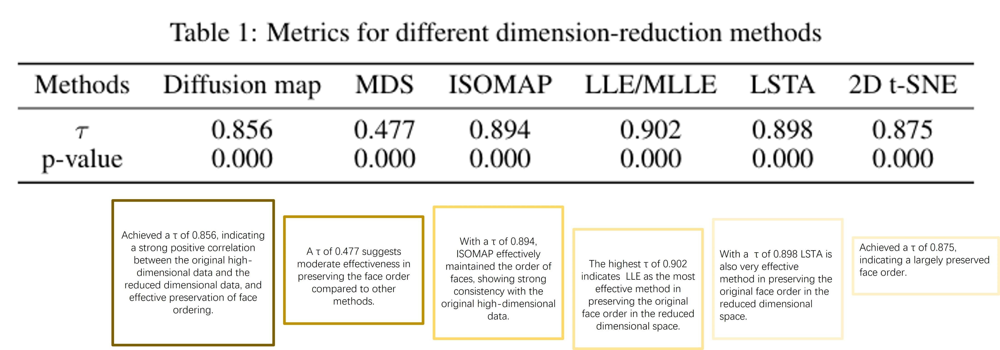 Table 1: Metrics for different dimension-reduction methods
Methods Diffusion map MDS ISOMAP LLE/MLLE LSTA 2D t-SNE
τ 0.856 0.477 0.894 0.902 0.898 0.875
p-value 0.000 0.000 0.000 0.000 0.000 0.000
Achieved a τ of 0.856, indicating
a strong positive correlation
between the original high-
dimensional data and the
reduced dimensional data, and
effective preservation of face
ordering.
A τ of 0.477 suggests
moderate effectiveness in
preserving the face order
compared to other
methods.
With a τ of 0.894,
ISOMAP effectively
maintained the order of
faces, showing strong
consistency with the
original high-dimensional
data.
The highest τ of 0.902
indicates  LLE as the most
effective method in
preserving the original
face order in the reduced
dimensional space.
With a  τ of 0.898 LSTA is
also very effective
method in preserving the
original face order in the
reduced dimensional
space.
Achieved a τ of 0.875,
indicating a largely preserved
face order.